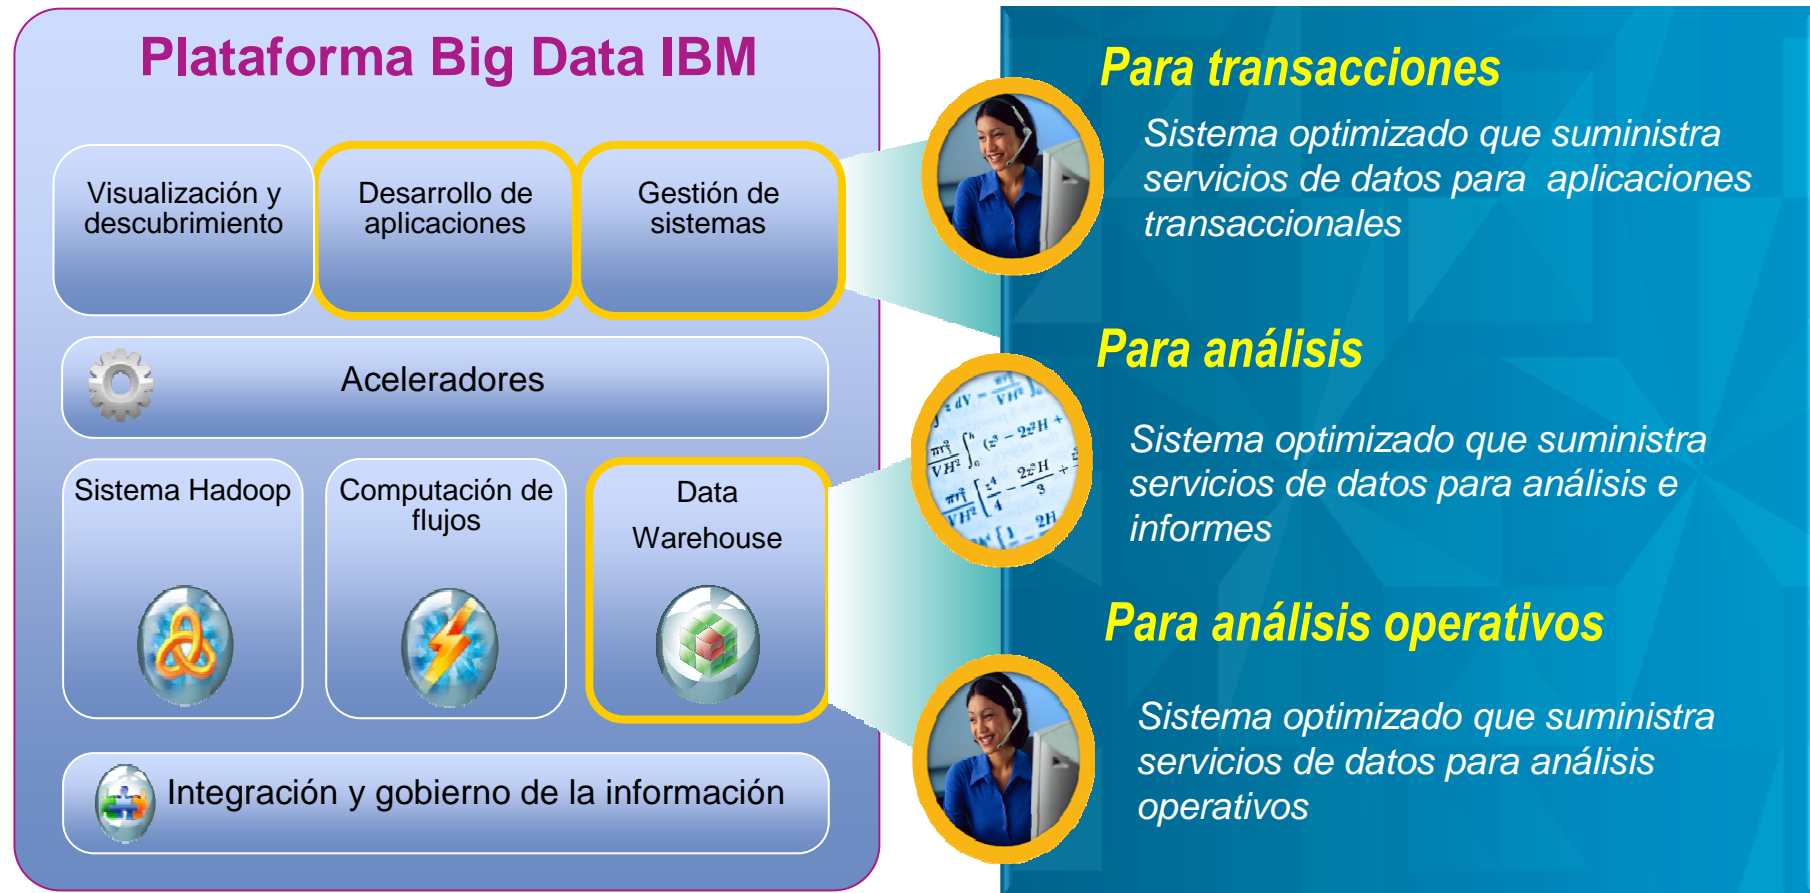 Plataforma Big Data IBM
Visualización y
descubrimiento
Desarrollo de
aplicaciones
Gestión de
sistemas
Aceleradores
Sistema Hadoop
Computación de
flujos
Data
Warehouse
Integración y gobierno de la información
Para transacciones
Sistema optimizado que suministra
servicios de datos para aplicaciones
transaccionales
Para análisis
Sistema optimizado que suministra
servicios de datos para análisis e
informes
Para análisis operativos
Sistema optimizado que suministra
servicios de datos para análisis
operativos